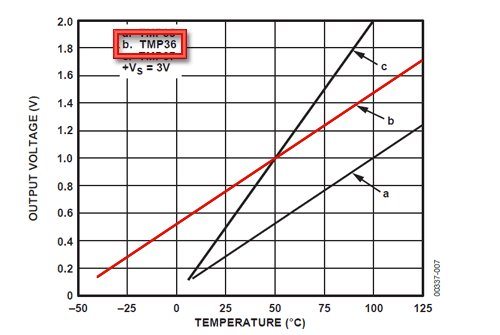 2.0
b. TMP36
1.8
+VS = 3V
c
1.6
1.4
b
1.2
1.0
0.8
a
0.6
0.4
0.2
0
–50 –25 0 25 50 75 100 125
OUTPUT VOLTAGE (V)
TEMPERATURE (°C)
00337-007